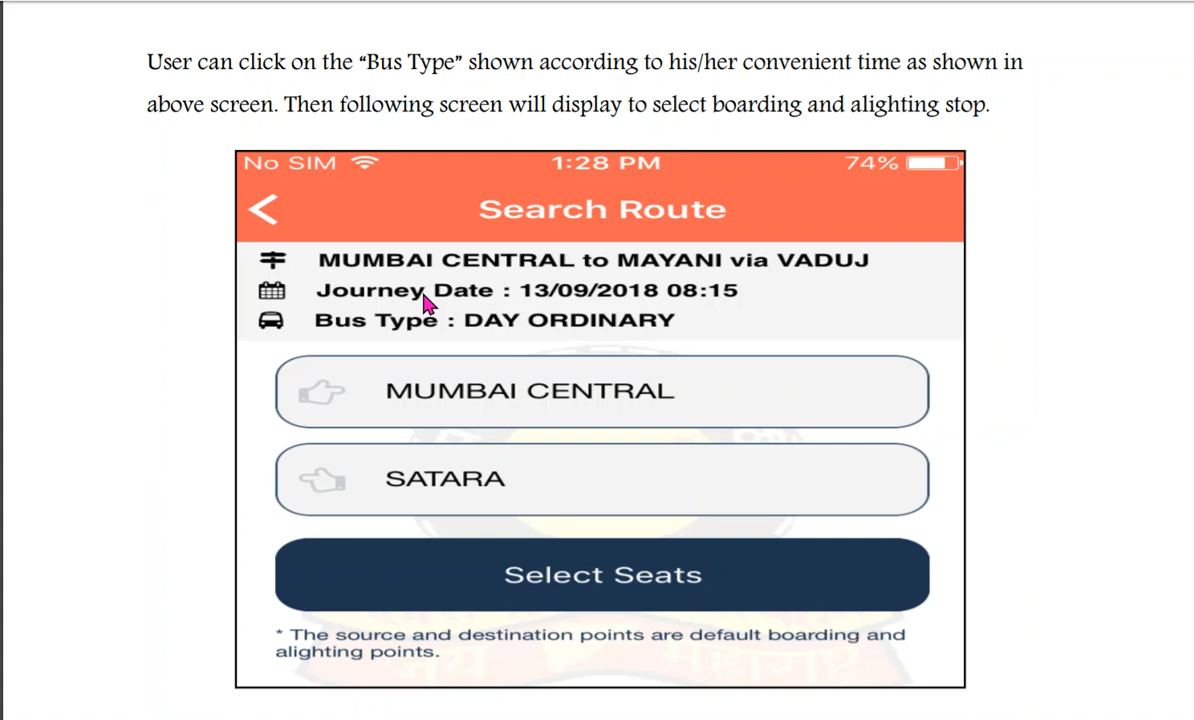 User can click on the “Bus Type” shown according to his/her convenient time as shown in
above screen. Then following screen will display to select boarding and alighting stop.
No SIM 1:28 PM 74%
Search Route
MUMBAI CENTRAL to MAYANI via VADUJ
Journey Date : 13/09/2018 08:15
Bus Type : DAY ORDINARY
MUMBAI CENTRAL
SATARA
Select Seats
* The source and destination points are default boarding and
alighting points.